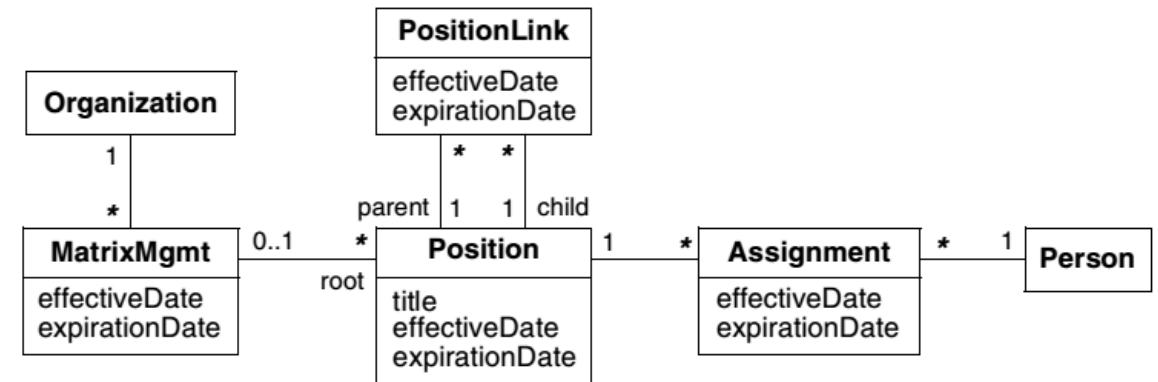 PositionLink
effectiveDate
expirationDate
Organization
1
*
* *
parent 1 1 child
MatrixMgmt
effectiveDate
expirationDate
0..1 *
root
Position
title
effectiveDate
expirationDate
1 *
Assignment
effectiveDate
expirationDate
* 1
Person